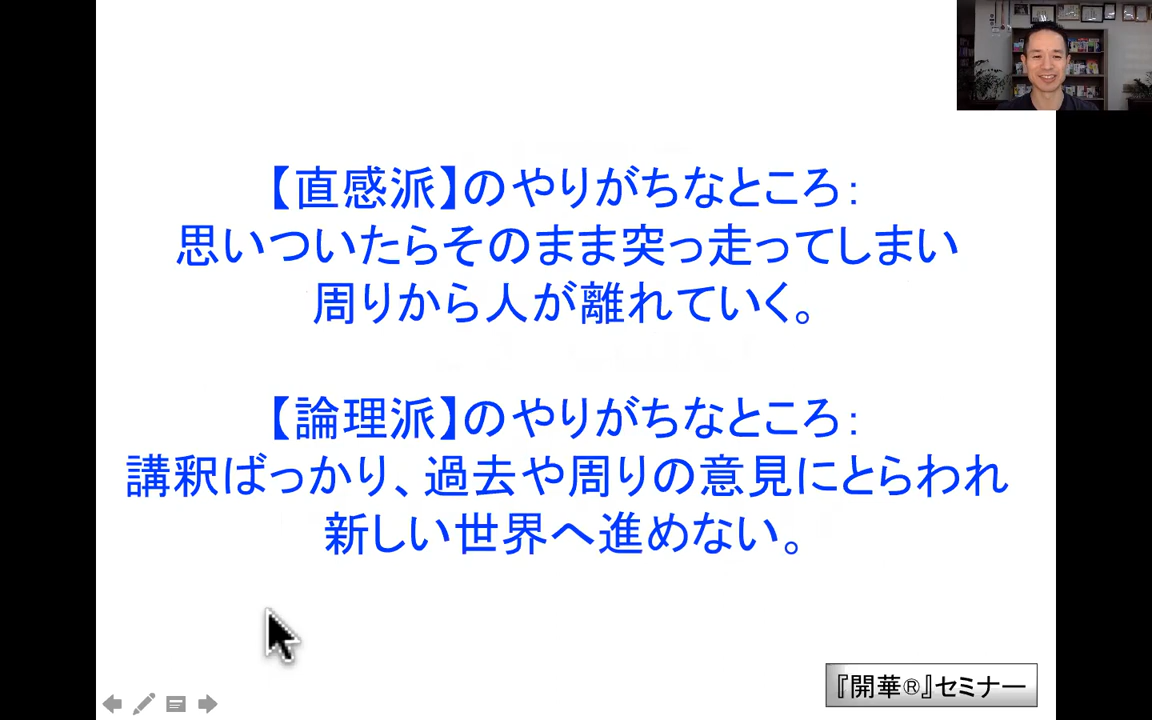 【直感派】のやりがちなところ：
思いついたらそのまま突っ走ってしまい
周りから人が離れていく。
【論理派】のやりがちなところ：
講釈ばっかり、過去や周りの意見にとらわれ
新しい世界へ進めない。
『開華®』セミナー